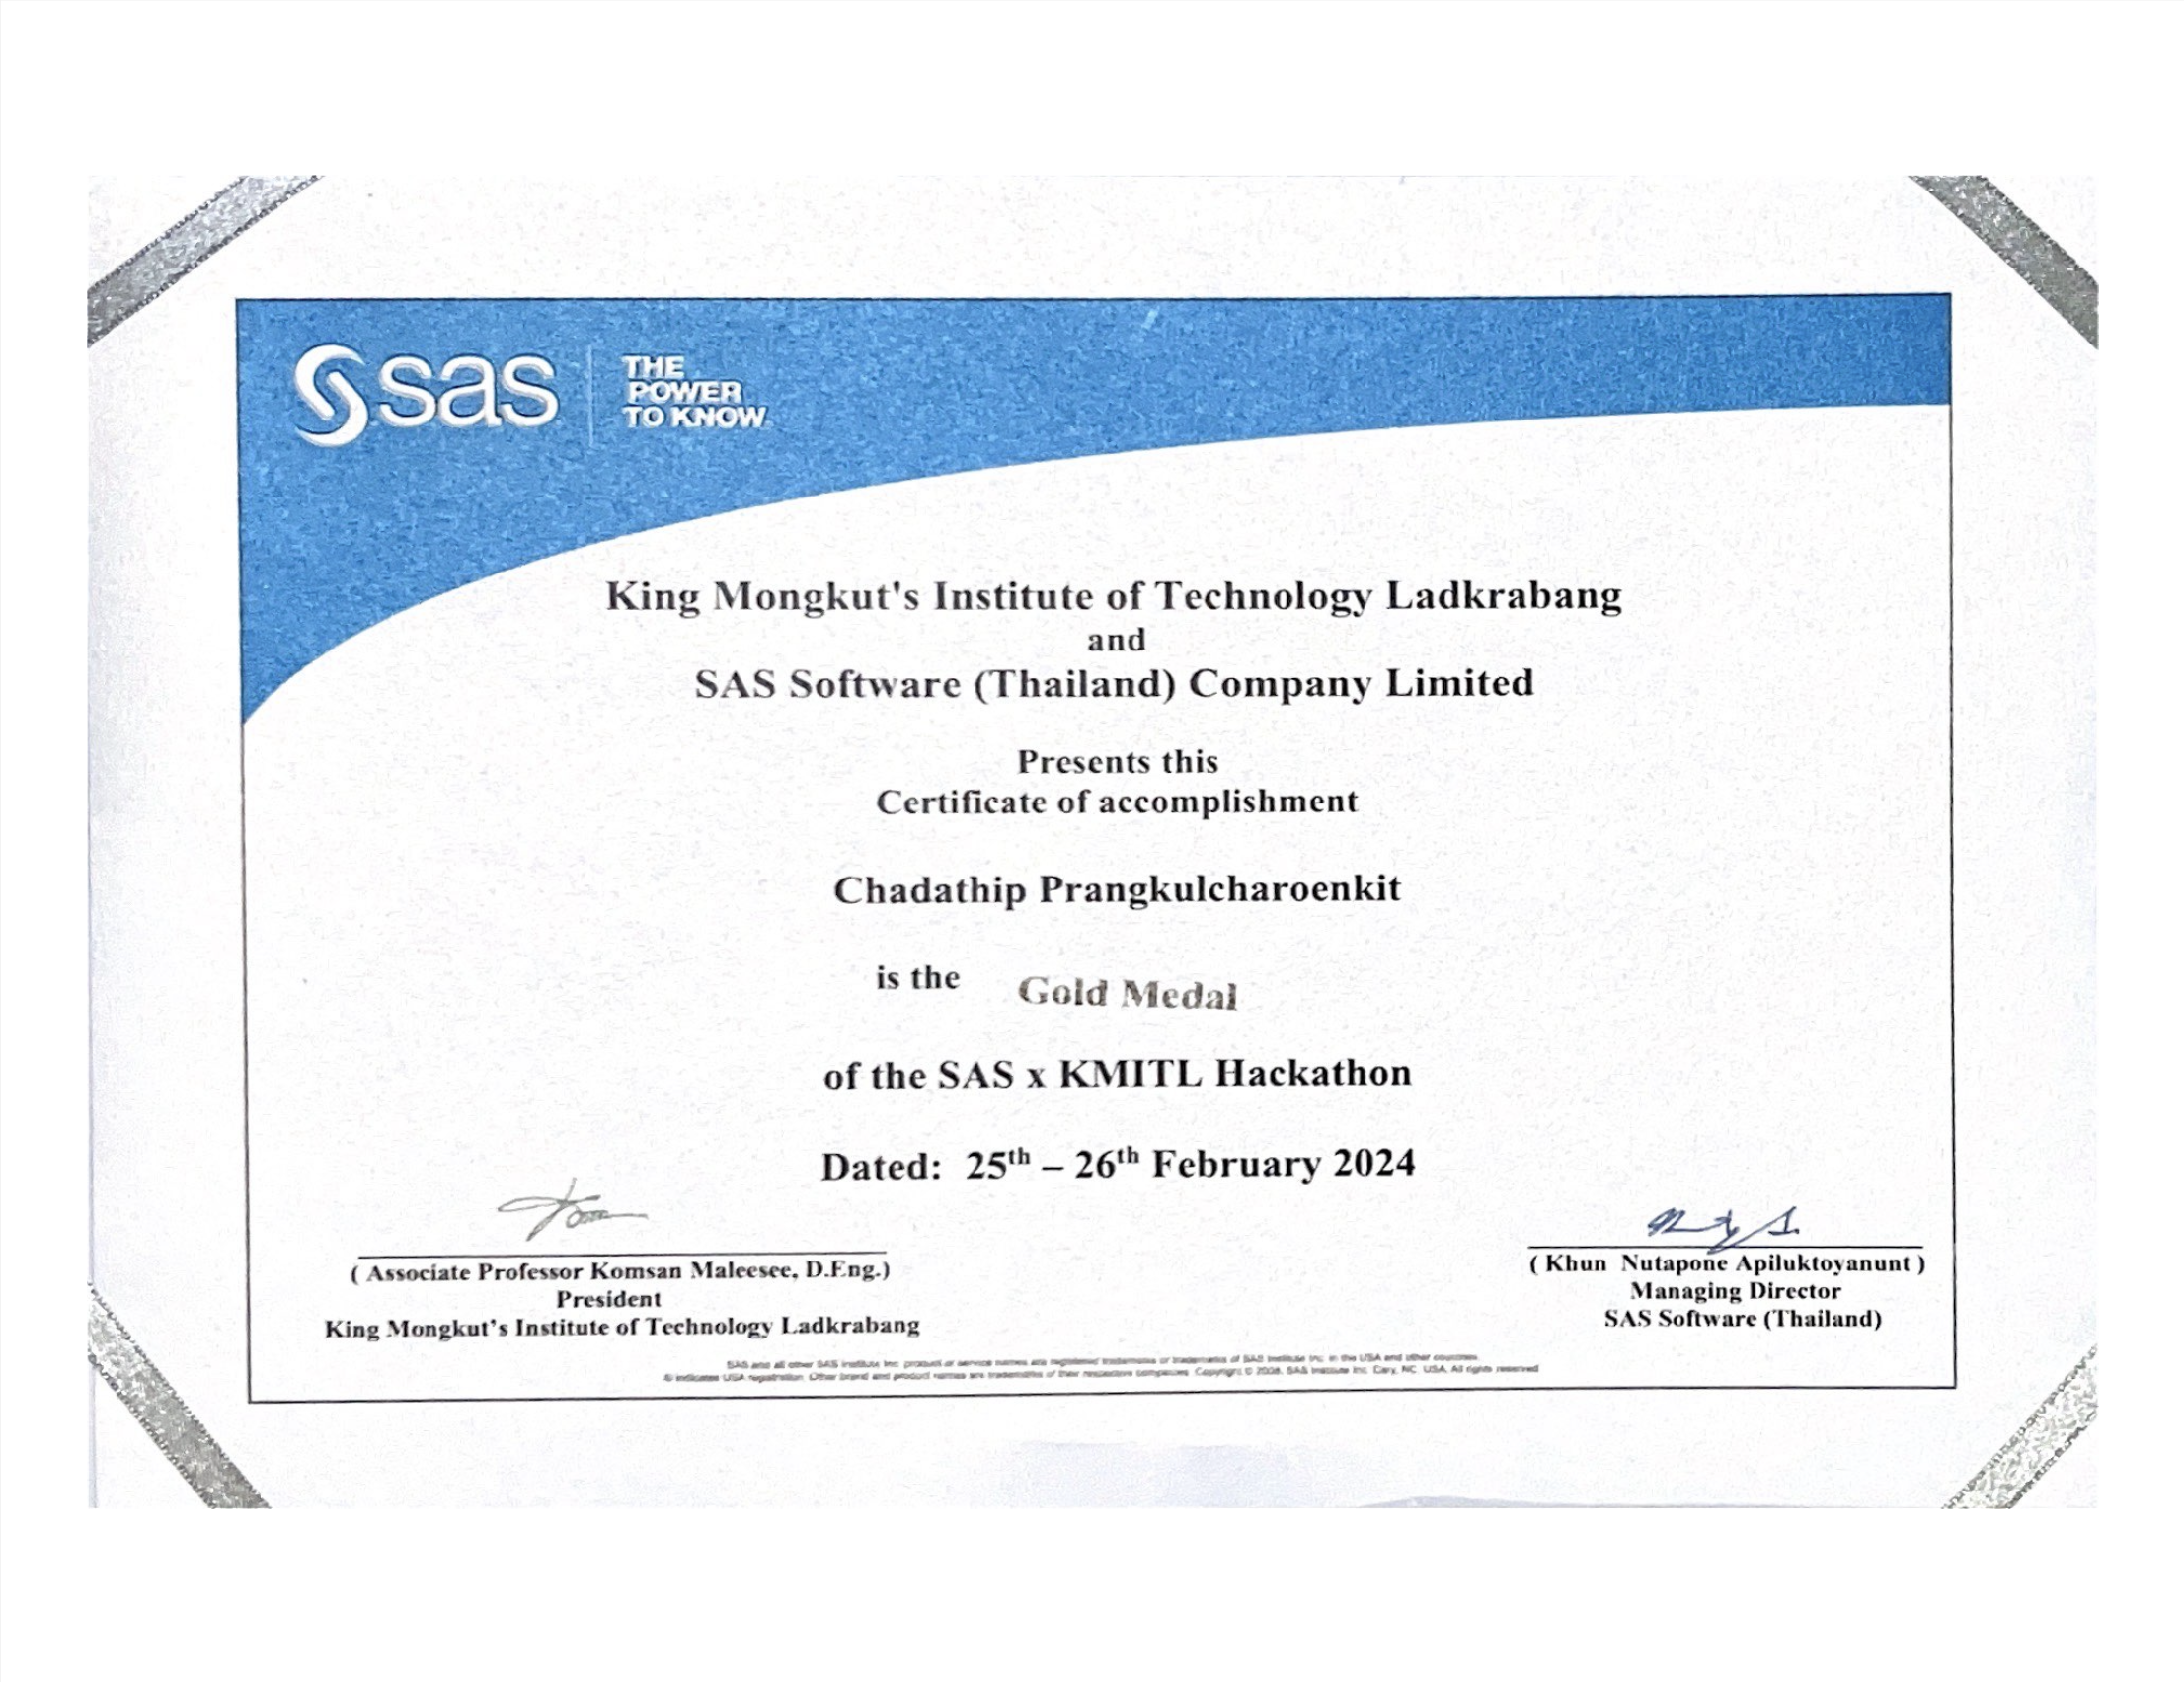 sas
THE
POWER
TO KNOW
King Mongkut's Institute of Technology Ladkrabang
and
SAS Software (Thailand) Company Limited
Presents this
Certificate of accomplishment
Chadathip Prangkulcharoenkit
is the Gold Medal
of the SAS x KMITL Hackathon
Dated: 25th – 26th February 2024
( Associate Professor Komsan Maleesee, D.Eng.)
President
King Mongkut’s Institute of Technology Ladkrabang
( Khun Nutapone Apiluktoyanunt )
Managing Director
SAS Software (Thailand)
SAS and all other SAS Institute Inc. product or service names are registered trademarks or trademarks of SAS Institute Inc. in the USA and other countries.
® indicates USA registration. Other brand and product names are trademarks of their respective companies. Copyright © 2008, SAS Institute Inc. Cary, NC, USA, All rights reserved